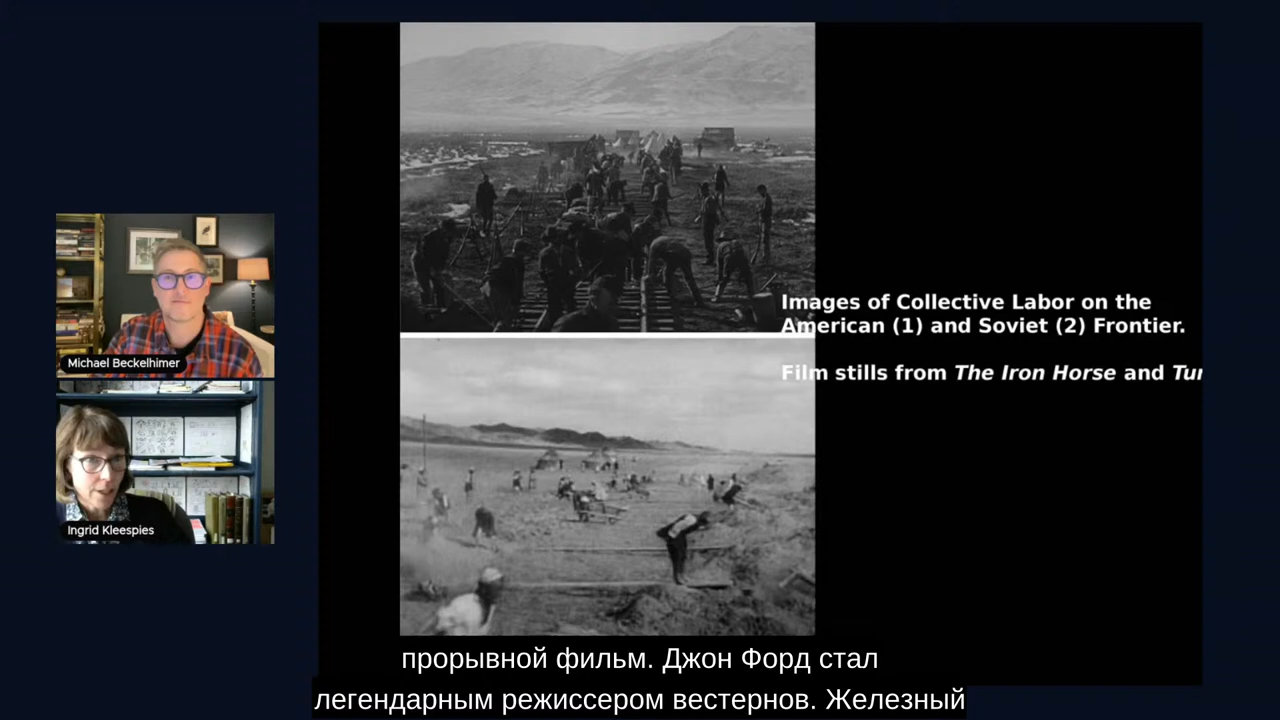 Michael Beckelhimer
Ingrid Kleespies
Images of Collective Labor on the
American (1) and Soviet (2) Frontier.
Film stills from The Iron Horse and Tur
прорывной фильм. Джон Форд стал
легендарным режиссером вестернов. Железный